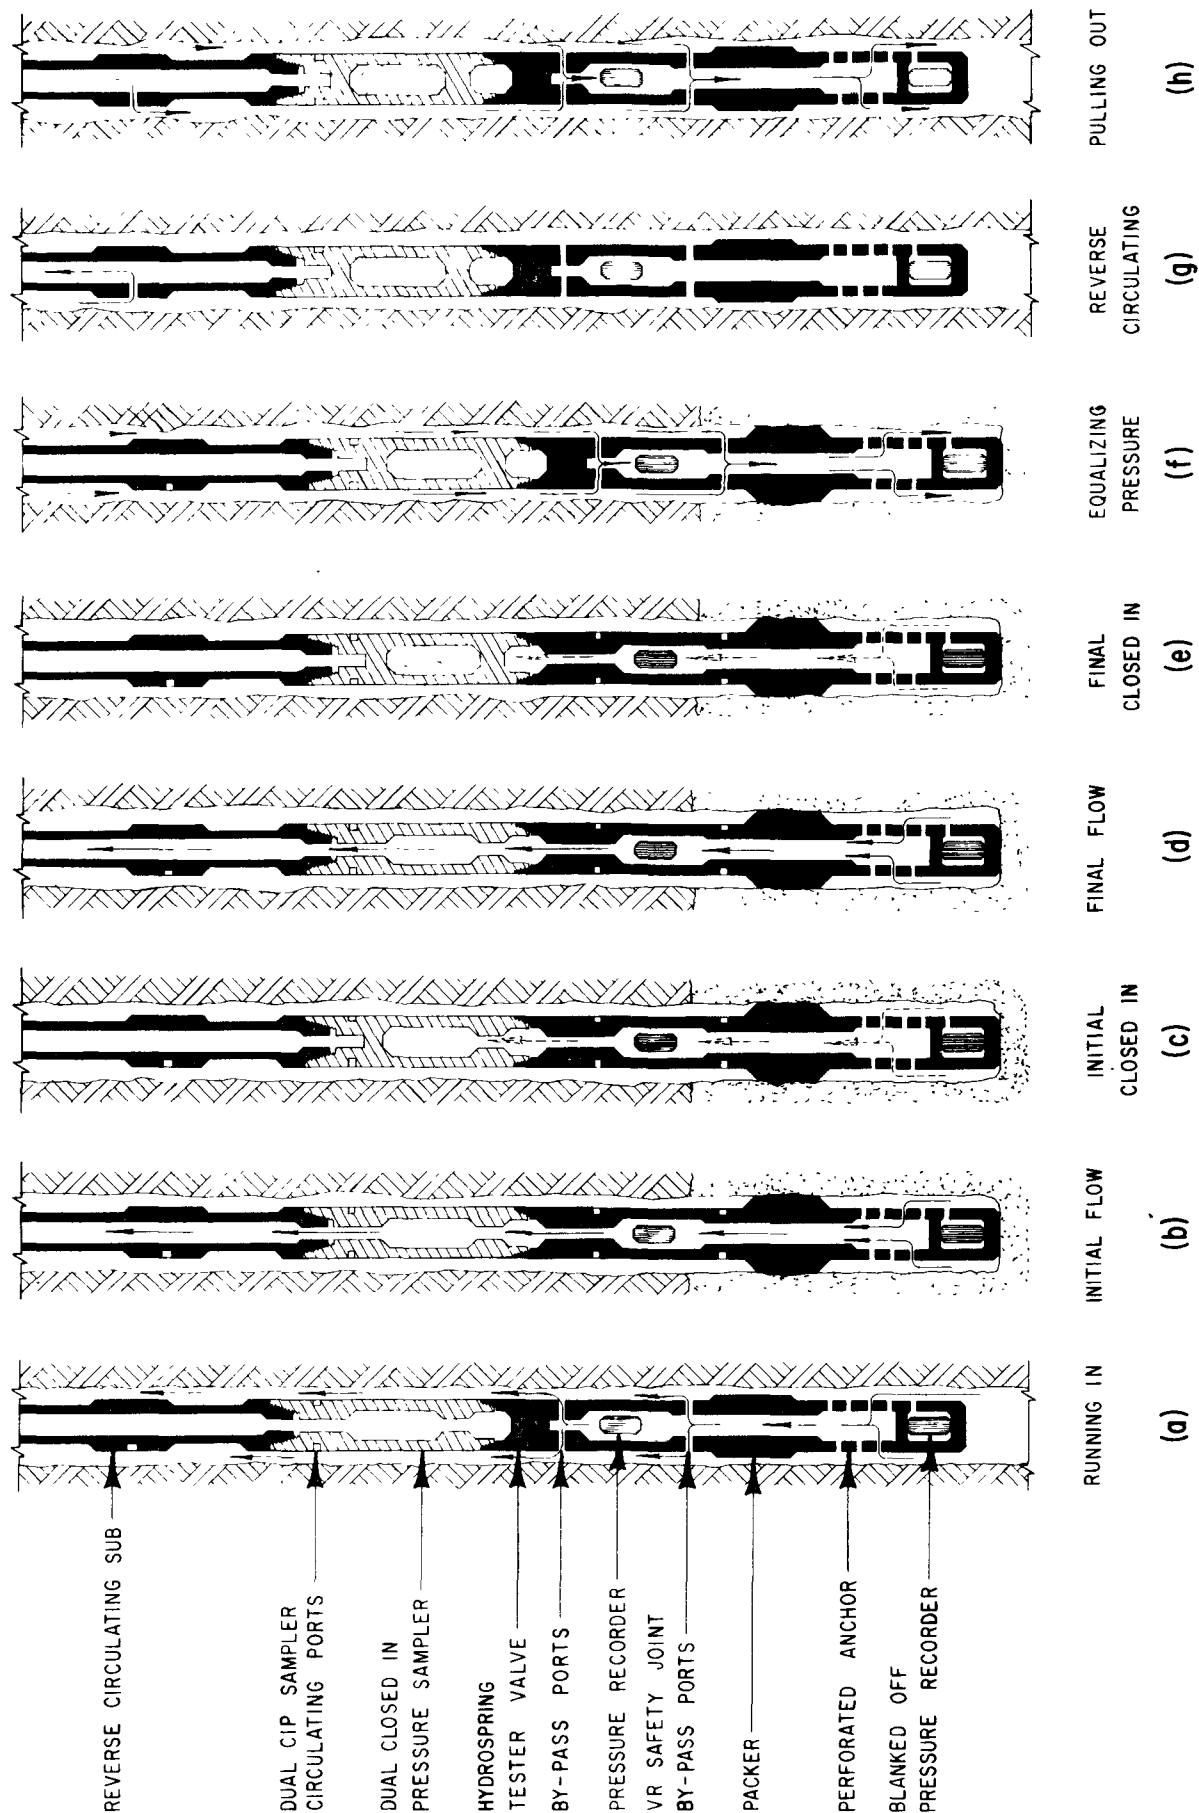 REVERSE CIRCULATING SUB
DUAL CIP SAMPLER
CIRCULATING PORTS
DUAL CLOSED IN
PRESSURE SAMPLER
HYDROSPRING
TESTER VALVE
BY-PASS PORTS
PRESSURE RECORDER
VR SAFETY JOINT
BY-PASS PORTS
PACKER
PERFORATED ANCHOR
BLANKED OFF
PRESSURE RECORDER
RUNNING IN
(a)
INITIAL FLOW
(b)
INITIAL
CLOSED IN
(c)
FINAL FLOW
(d)
FINAL
CLOSED IN
(e)
EQUALIZING
PRESSURE
(f)
REVERSE
CIRCULATING
(g)
PULLING OUT
(h)